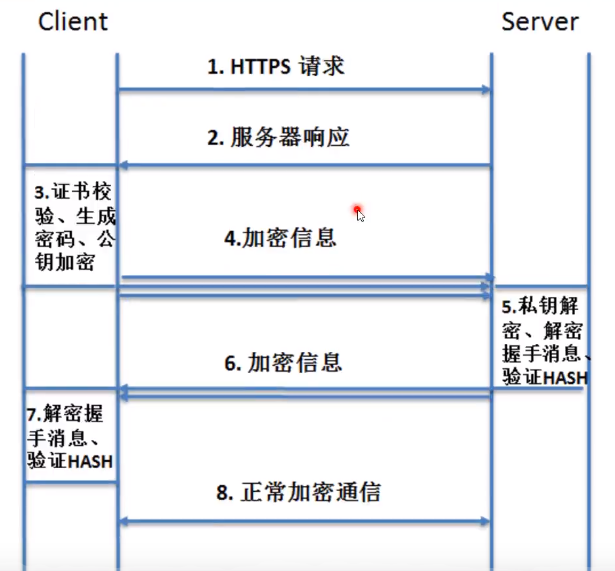 Client
Server
1. HTTPS 请求
2. 服务器响应
3.证书校
验、生成
密码、公
钥加密
4.加密信息
5.私钥解
密、解密
握手消息、
验证HASH
6. 加密信息
7.解密握
手消息、
验证HASH
8. 正常加密通信